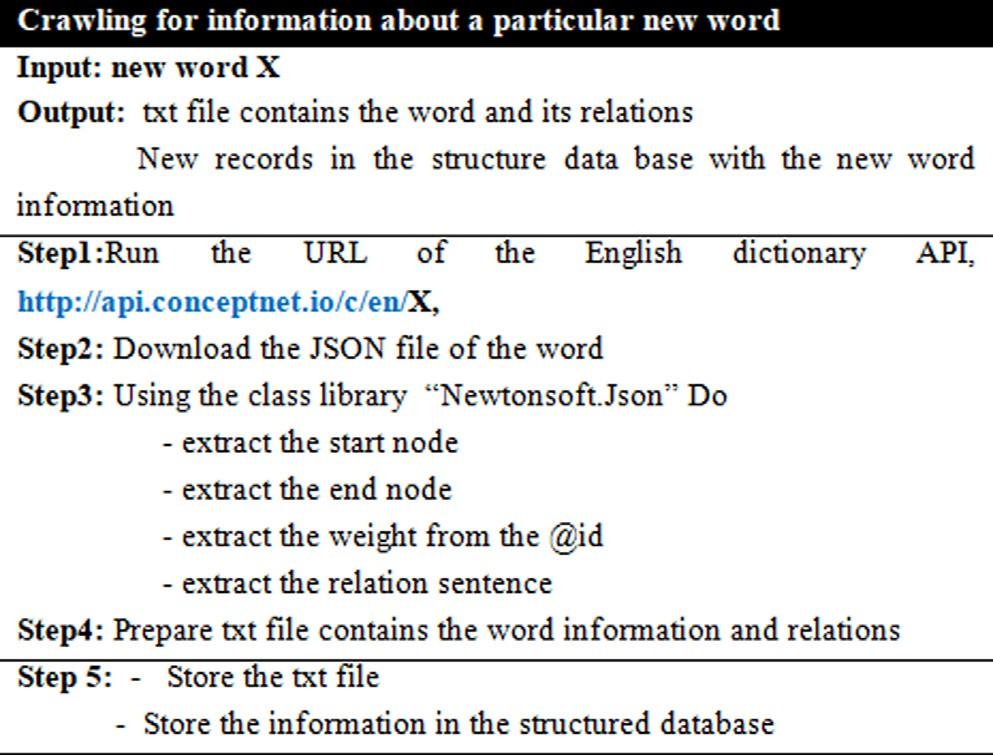 Crawling for information about a particular new word
Input: new word X
Output: txt file contains the word and its relations
New records in the structure data base with the new word
information
Step1:Run the URL of the English dictionary API,
http://api.conceptnet.io/c/en/X,
Step2: Download the JSON file of the word
Step3: Using the class library “Newtonsoft.Json” Do
- extract the start node
- extract the end node
- extract the weight from the @id
- extract the relation sentence
Step4: Prepare txt file contains the word information and relations
Step 5: - Store the txt file
- Store the information in the structured database